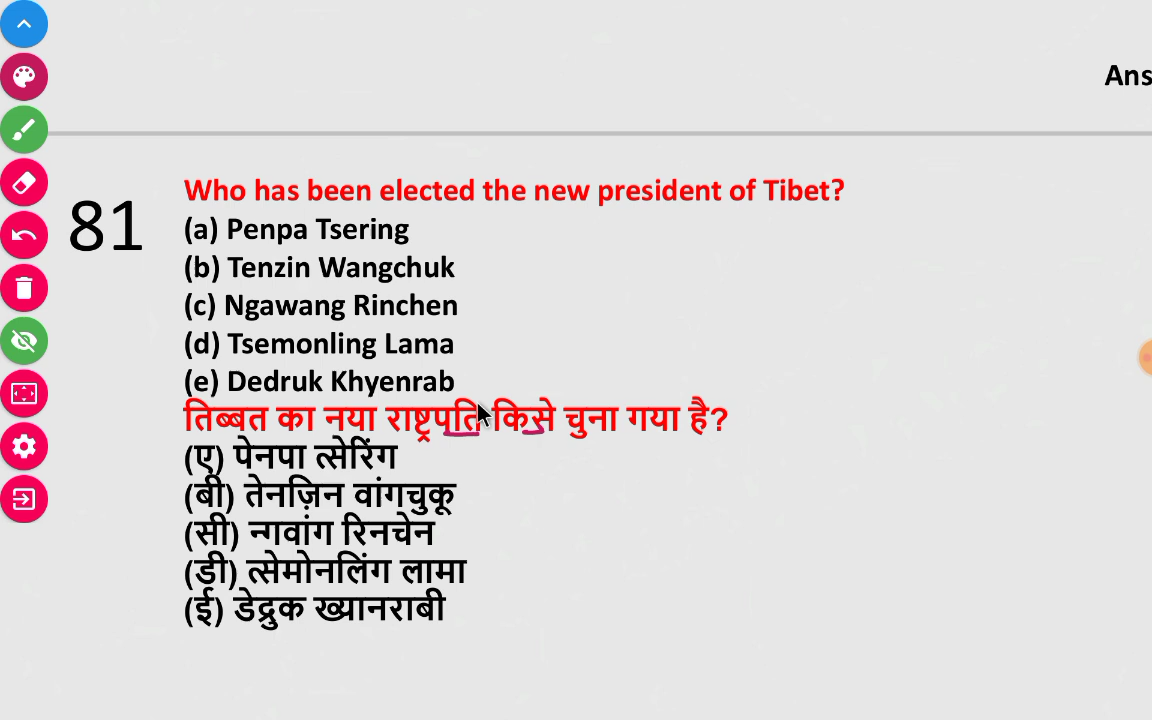 Ans
81
Who has been elected the new president of Tibet?
(a) Penpa Tsering
(b) Tenzin Wangchuk
(c) Ngawang Rinchen
(d) Tsemonling Lama
(e) Dedruk Khyenrab
तिब्बत का नया राष्ट्रपति किसे चुना गया है?
(ए) पेनपा त्सेरिंग
(बी) तेनज़िन वांगचुकू
(सी) न्गवांग रिनचेन
(डी) त्सेमोनलिंग लामा
(ई) डेद्रुक ख्यानराबी